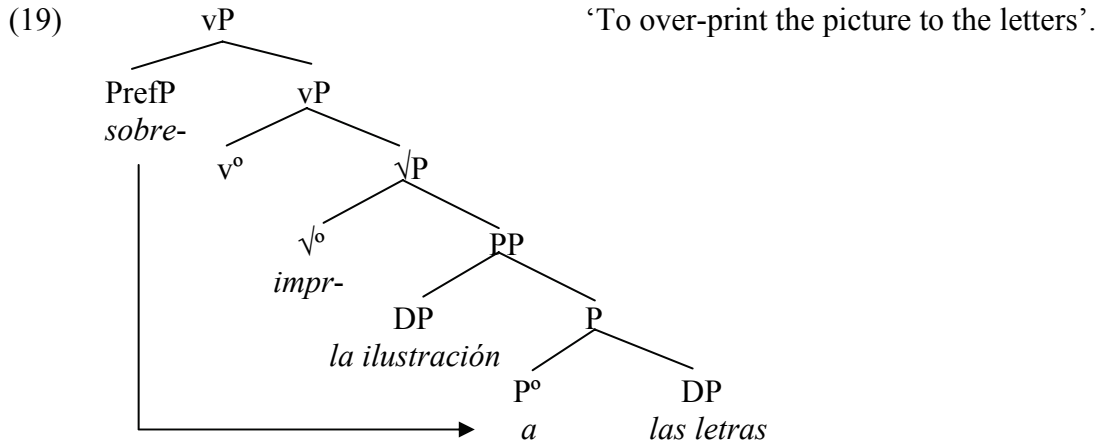 (19) vP ‘To over-print the picture to the letters’.
PrefP vP
sobre-
vº √P
√º PP
impr-
DP P
la ilustración
Pº DP
a las letras